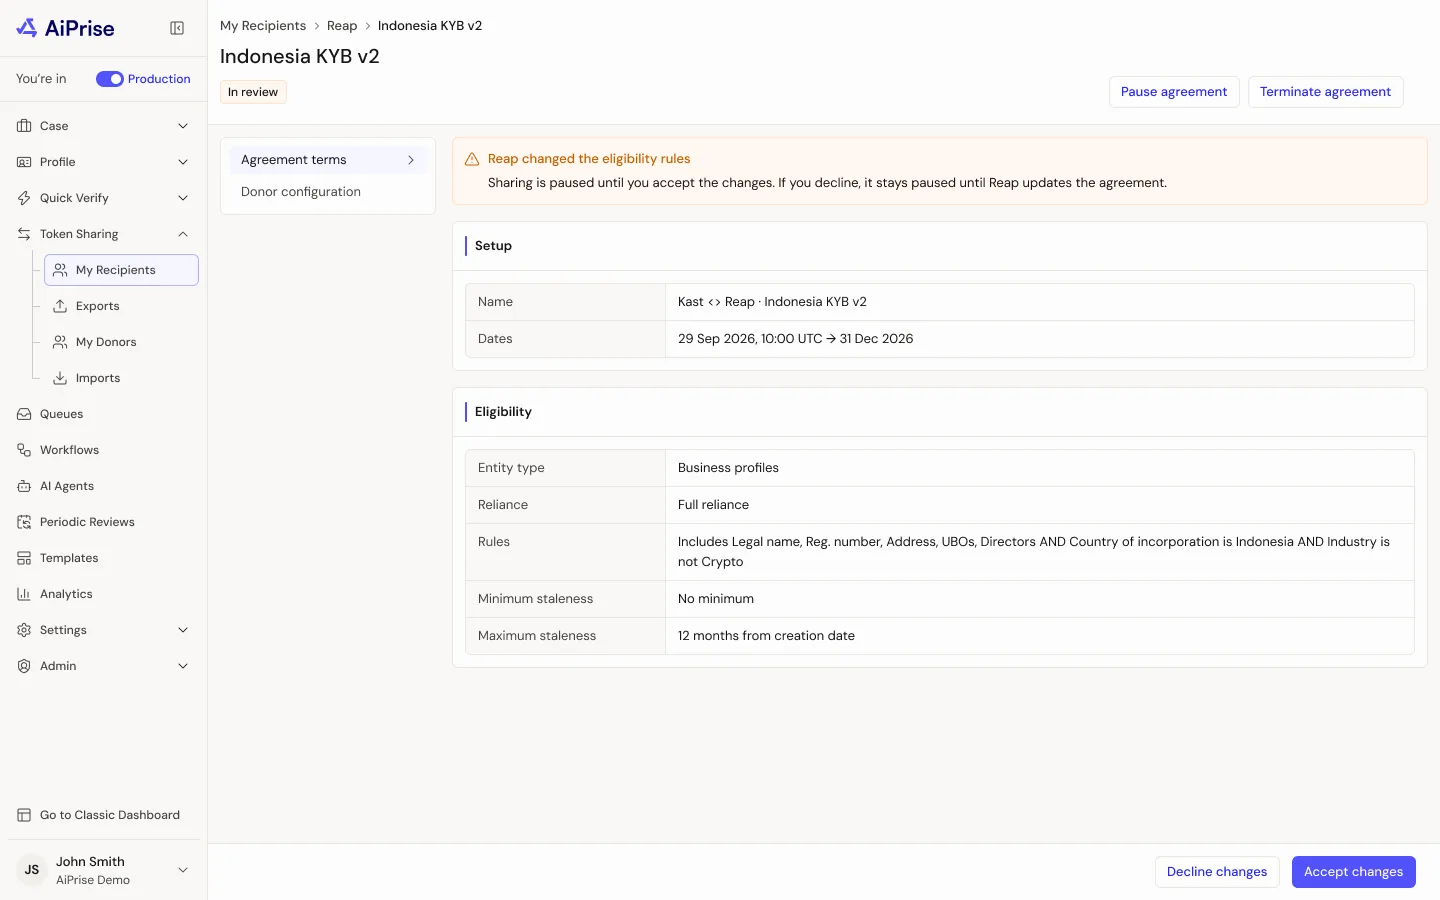 AiPrise
You're in
Production
Case
Profile
Quick Verify
Token Sharing
My Recipients
Exports
My Donors
Imports
Queues
Workflows
AI Agents
Periodic Reviews
Templates
Analytics
Settings
Admin
Go to Classic Dashboard
JS
John Smith
AiPrise Demo
My Recipients > Reap > Indonesia KYB v2
Indonesia KYB v2
In review
Pause agreement
Terminate agreement
Agreement terms
Donor configuration
Reap changed the eligibility rules
Sharing is paused until you accept the changes. If you decline, it stays paused until Reap updates the agreement.
Setup
Name
Kast <> Reap · Indonesia KYB v2
Dates
29 Sep 2026, 10:00 UTC → 31 Dec 2026
Eligibility
Entity type
Business profiles
Reliance
Full reliance
Rules
Includes Legal name, Reg. number, Address, UBOs, Directors AND Country of incorporation is Indonesia AND Industry is
not Crypto
Minimum staleness
No minimum
Maximum staleness
12 months from creation date
Decline changes
Accept changes